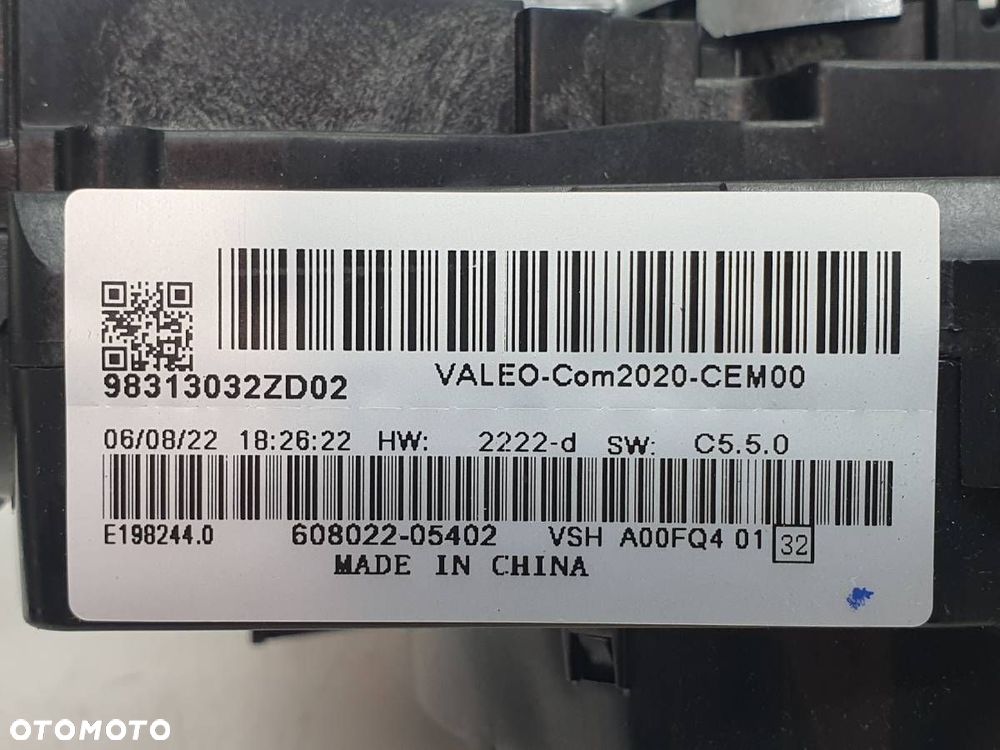 98313032ZD02
VALEO-Com2020-CEM00
06/08/22 18:26:22 HW: 2222-d SW: C5.5.0
E198244.0 608022-05402 VSH A00FQ4 01 32
MADE IN CHINA
OTOMOTO